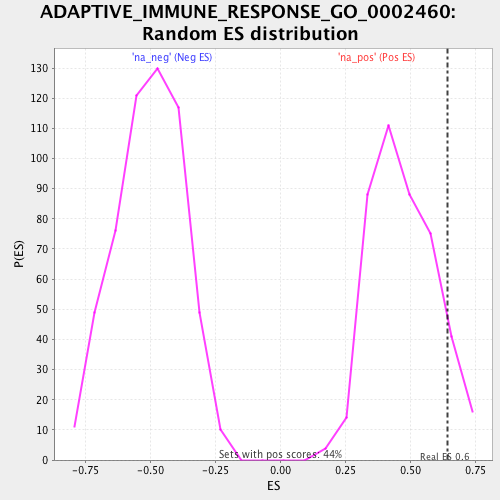 ADAPTIVE_IMMUNE_RESPONSE_GO_0002460:
Random ES distribution
'na_neg' (Neg ES)
'na_pos' (Pos ES)
130
120
110
100
90
80
70
60
50
40
30
20
10
0
P(ES)
Sets with pos scores: 44%
Real ES 0.6
-0.75
-0.50
-0.25
0.00
0.25
0.50
0.75
ES